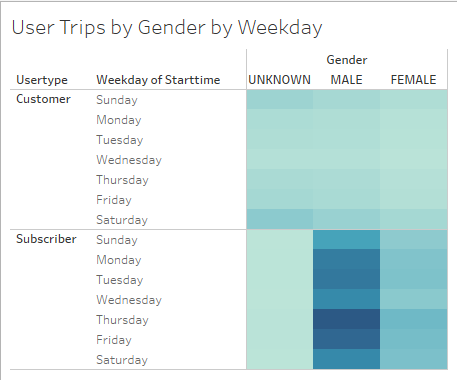 User Trips by Gender by Weekday
Gender
Usertype Weekday of Starttime UNKNOWN MALE FEMALE
Customer Sunday
Monday
Tuesday
Wednesday
Thursday
Friday
Saturday
Subscriber Sunday
Monday
Tuesday
Wednesday
Thursday
Friday
Saturday